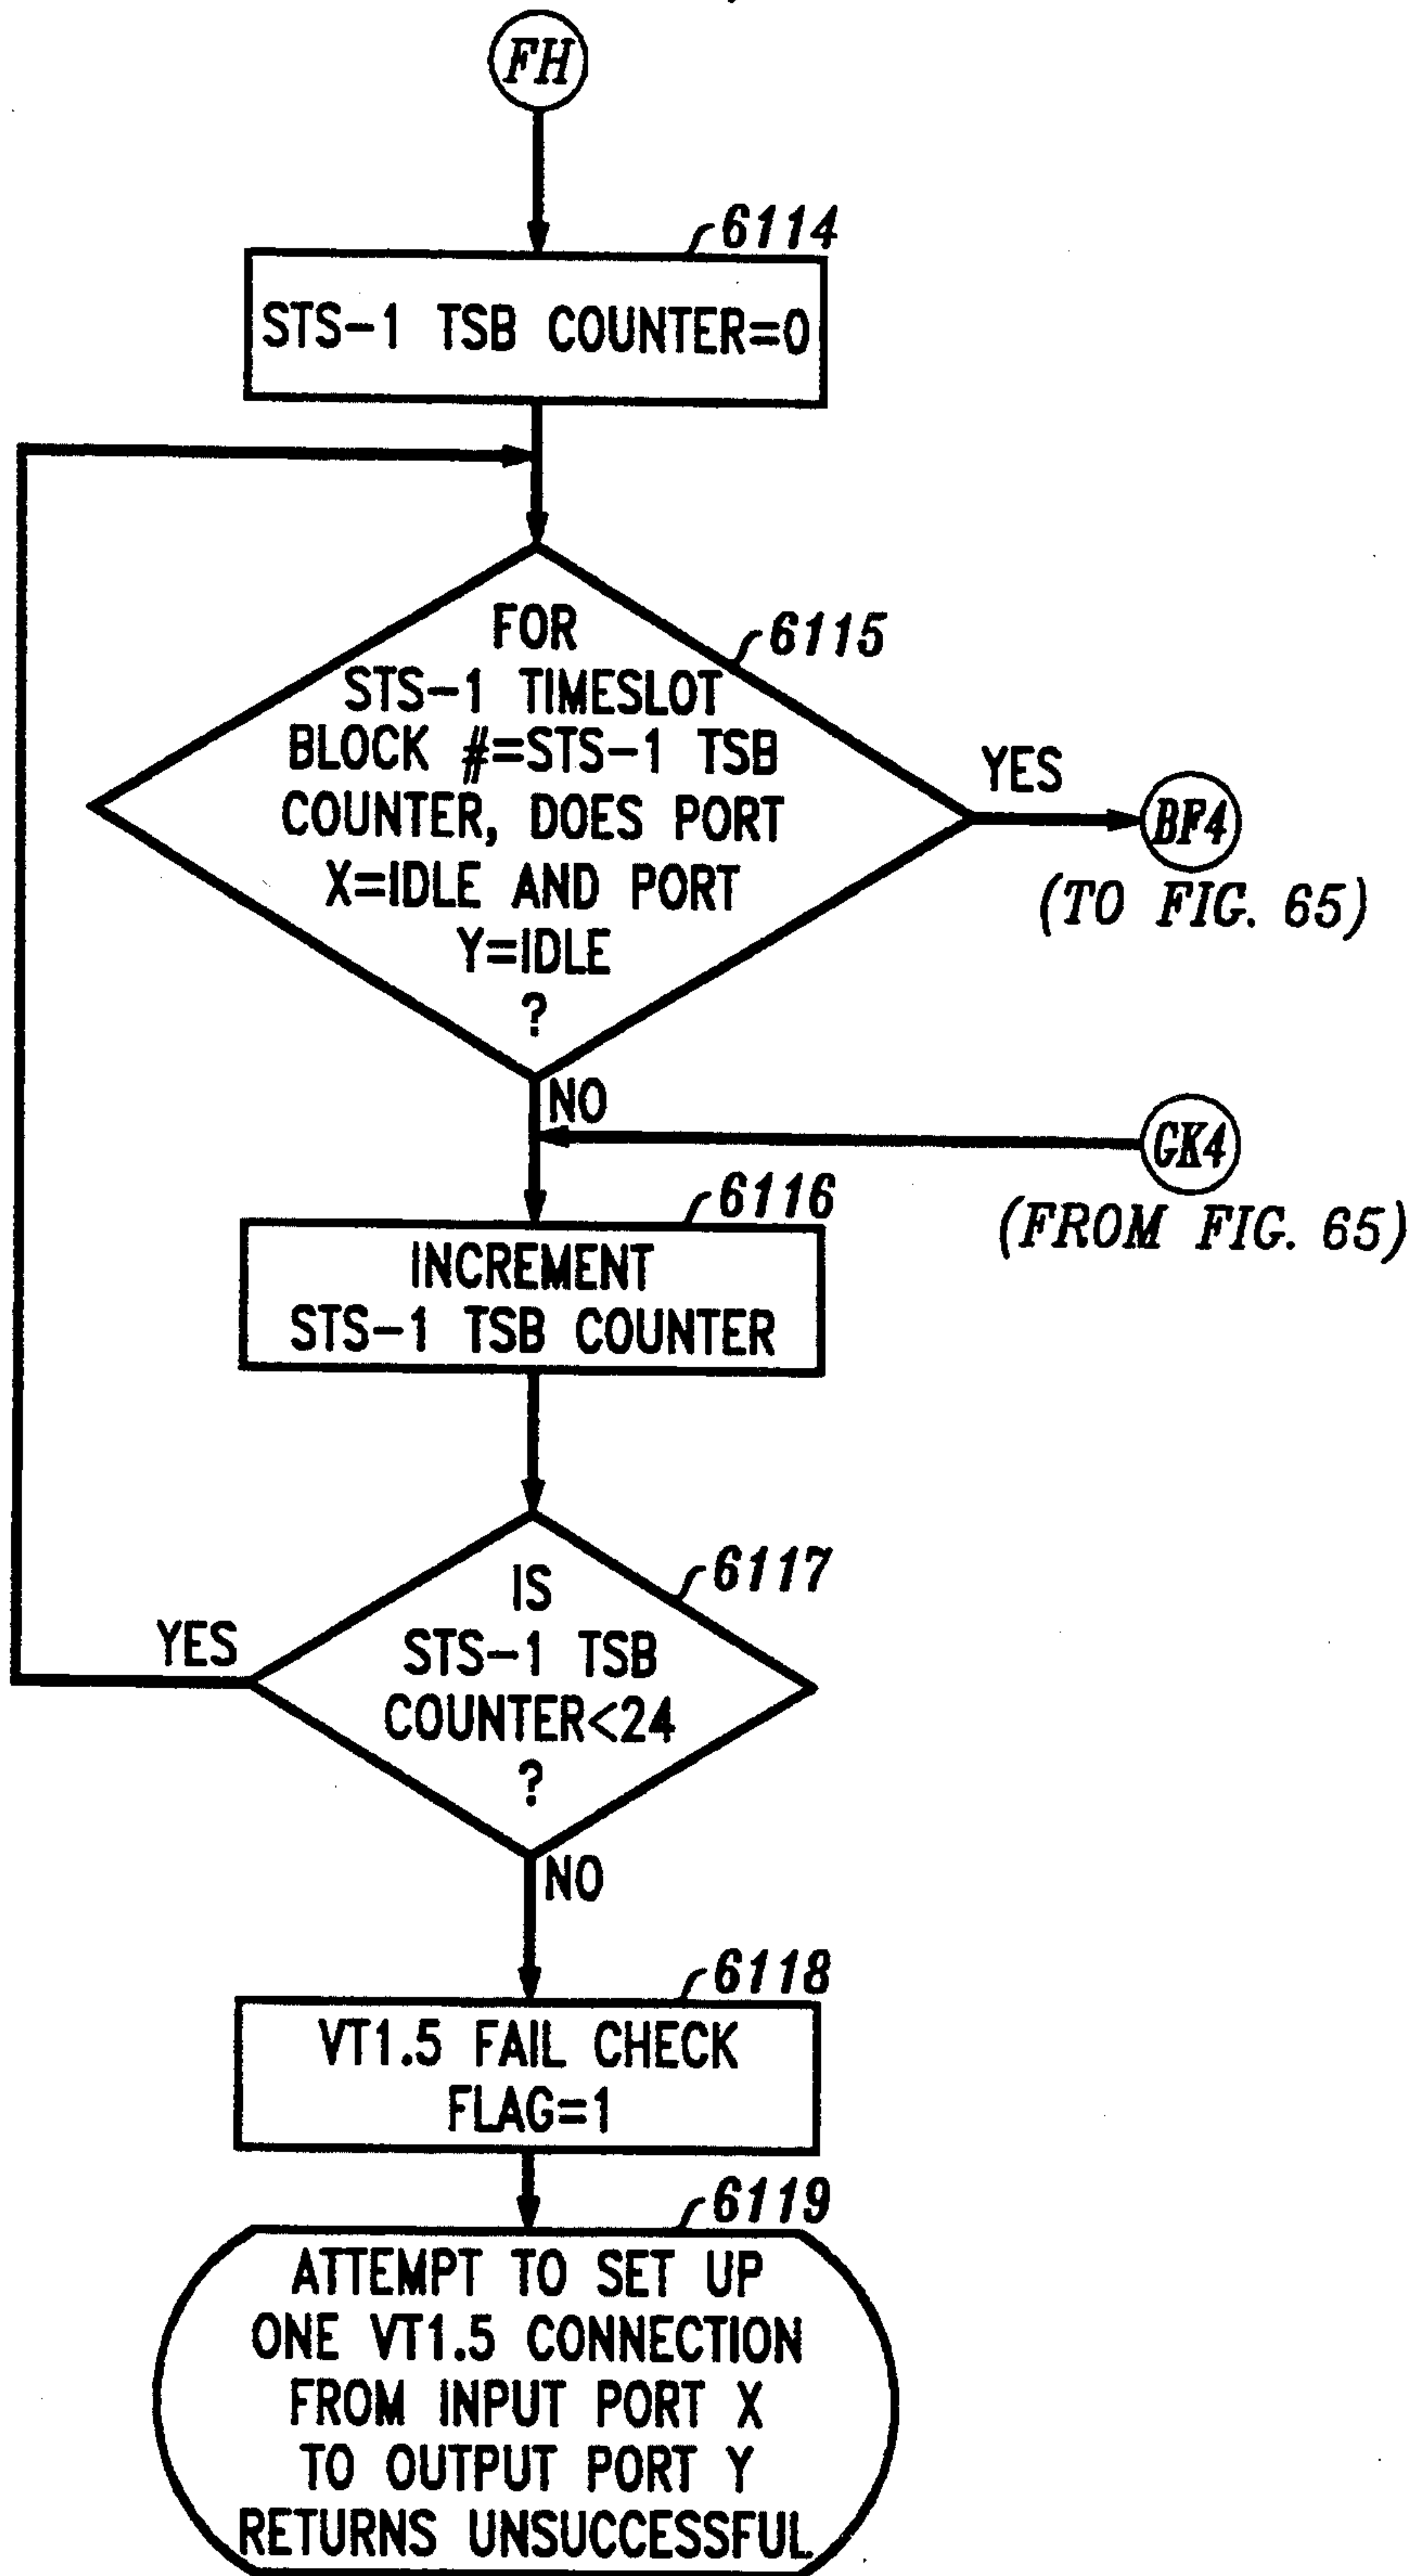 FH
6114
STS-1 TSB COUNTER=0
FOR
6115
STS-1 TIMESLOT
BLOCK #=STS-1 TSB
COUNTER, DOES PORT
X=IDLE AND PORT
Y=IDLE
?
YES
BF4
(TO FIG. 65)
NO
GK4
(FROM FIG. 65)
6116
INCREMENT
STS-1 TSB COUNTER
6117
IS
STS-1 TSB
COUNTER<24
?
YES
NO
6118
VT1.5 FAIL CHECK
FLAG=1
6119
ATTEMPT TO SET UP
ONE VT1.5 CONNECTION
FROM INPUT PORT X
TO OUTPUT PORT Y
RETURNS UNSUCCESSFUL